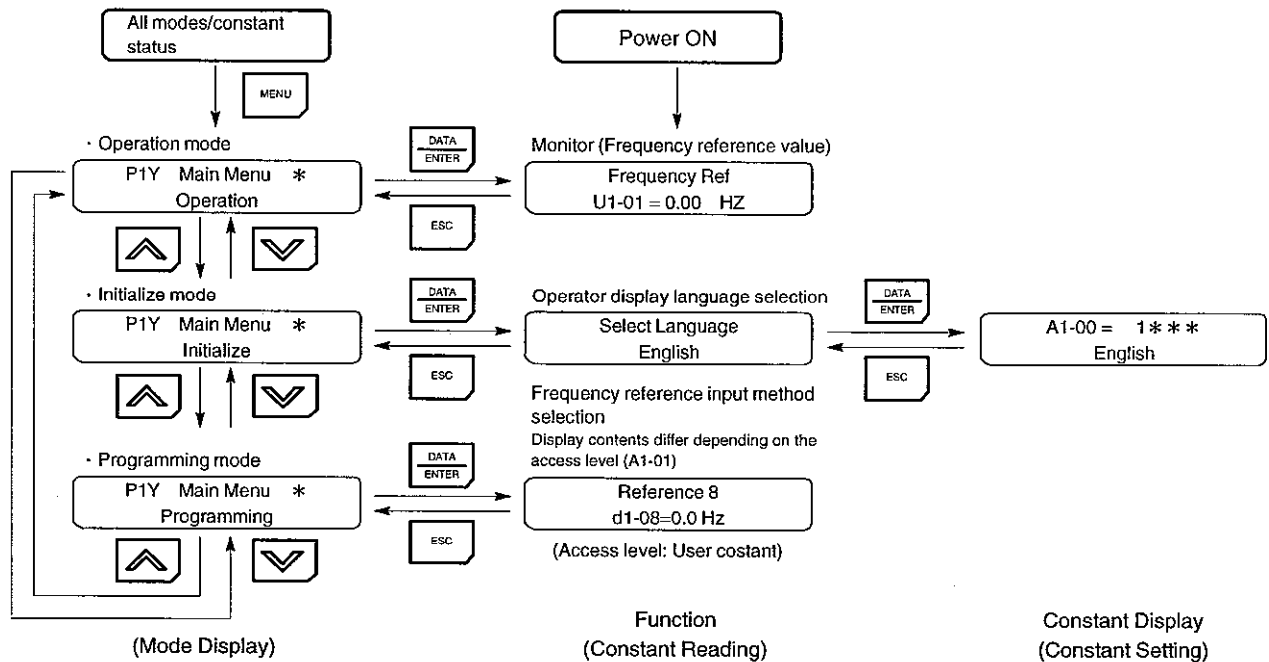 All modes/constant
status
Power ON
MENU
· Operation mode
DATA
ENTER
Monitor (Frequency reference value)
P1Y Main Menu *
Operation
Frequency Ref
U1-01 = 0.00 HZ
ESC
· Initialize mode
DATA
ENTER
Operator display language selection
DATA
ENTER
P1Y Main Menu *
Initialize
Select Language
English
A1-00 = 1***
English
ESC
ESC
Frequency reference input method
selection
Display contents differ depending on the
access level (A1-01)
· Programming mode
DATA
ENTER
P1Y Main Menu *
Programming
Reference 8
d1-08=0.0 Hz
ESC
(Access level: User costant)
(Mode Display)
Function
(Constant Reading)
Constant Display
(Constant Setting)